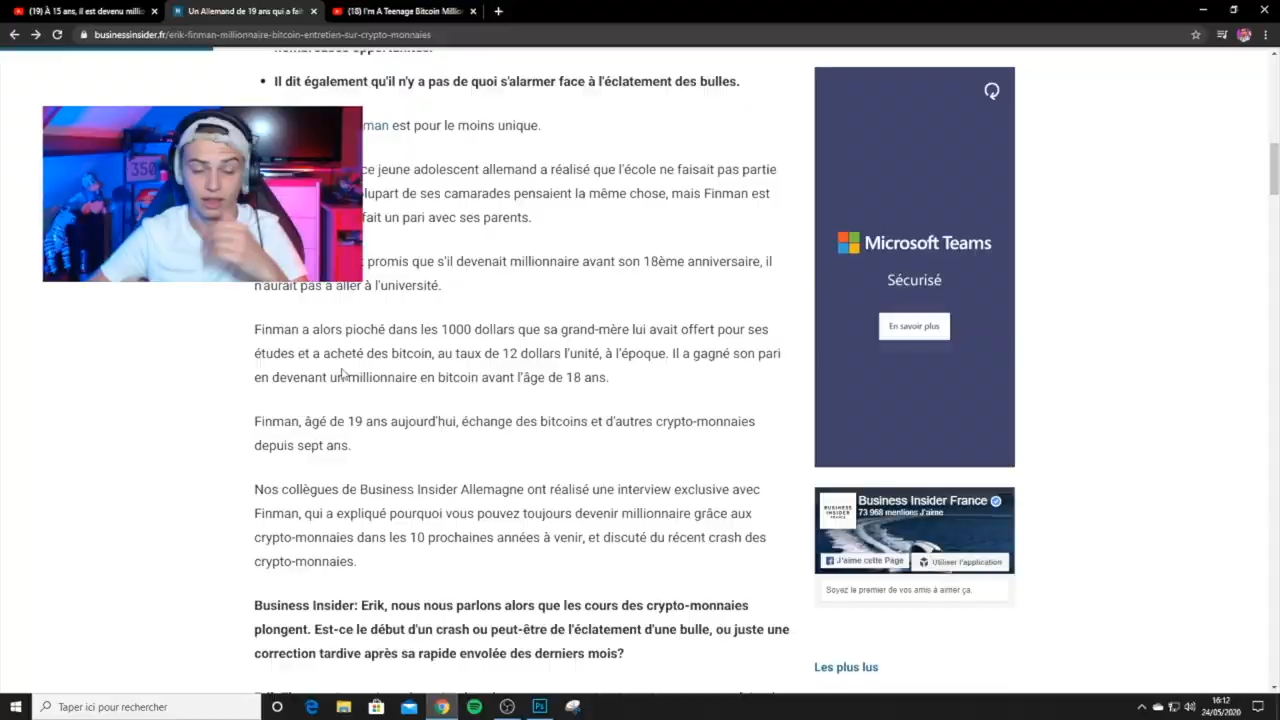 (19) À 15 ans, il est devenu millio
Un Allemand de 19 ans qui a fai
(18) I'm A Teenage Bitcoin Millio
businessinsider.fr/erik-finman-millionnaire-bitcoin-entretien-sur-crypto-monnaies
nombreuses opportunités.
• Il dit également qu'il n'y a pas de quoi s'alarmer face à l'éclatement des bulles.
man est pour le moins unique.
ce jeune adolescent allemand a réalisé que l'école ne faisait pas partie
lupart de ses camarades pensaient la même chose, mais Finman est
fait un pari avec ses parents.
promis que s'il devenait millionnaire avant son 18ème anniversaire, il
n'aurait pas à aller à l'université.
Finman a alors pioché dans les 1000 dollars que sa grand-mère lui avait offert pour ses
études et a acheté des bitcoin, au taux de 12 dollars l'unité, à l'époque. Il a gagné son pari
en devenant un millionnaire en bitcoin avant l'âge de 18 ans.
Finman, âgé de 19 ans aujourd'hui, échange des bitcoins et d'autres crypto-monnaies
depuis sept ans.
Nos collègues de Business Insider Allemagne ont réalisé une interview exclusive avec
Finman, qui a expliqué pourquoi vous pouvez toujours devenir millionnaire grâce aux
crypto-monnaies dans les 10 prochaines années à venir, et discuté du récent crash des
crypto-monnaies.
Business Insider: Erik, nous nous parlons alors que les cours des crypto-monnaies
plongent. Est-ce le début d'un crash ou peut-être de l'éclatement d'une bulle, ou juste une
correction tardive après sa rapide envolée des derniers mois?
350
Microsoft Teams
Sécurisé
En savoir plus
BUSINESS
INSIDER
FRANCE
Business Insider France
73 968 mentions J'aime
J'aime cette Page
Utiliser l'application
Soyez le premier de vos amis à aimer ça.
Les plus lus
Taper ici pour rechercher
16:12
24/05/2020